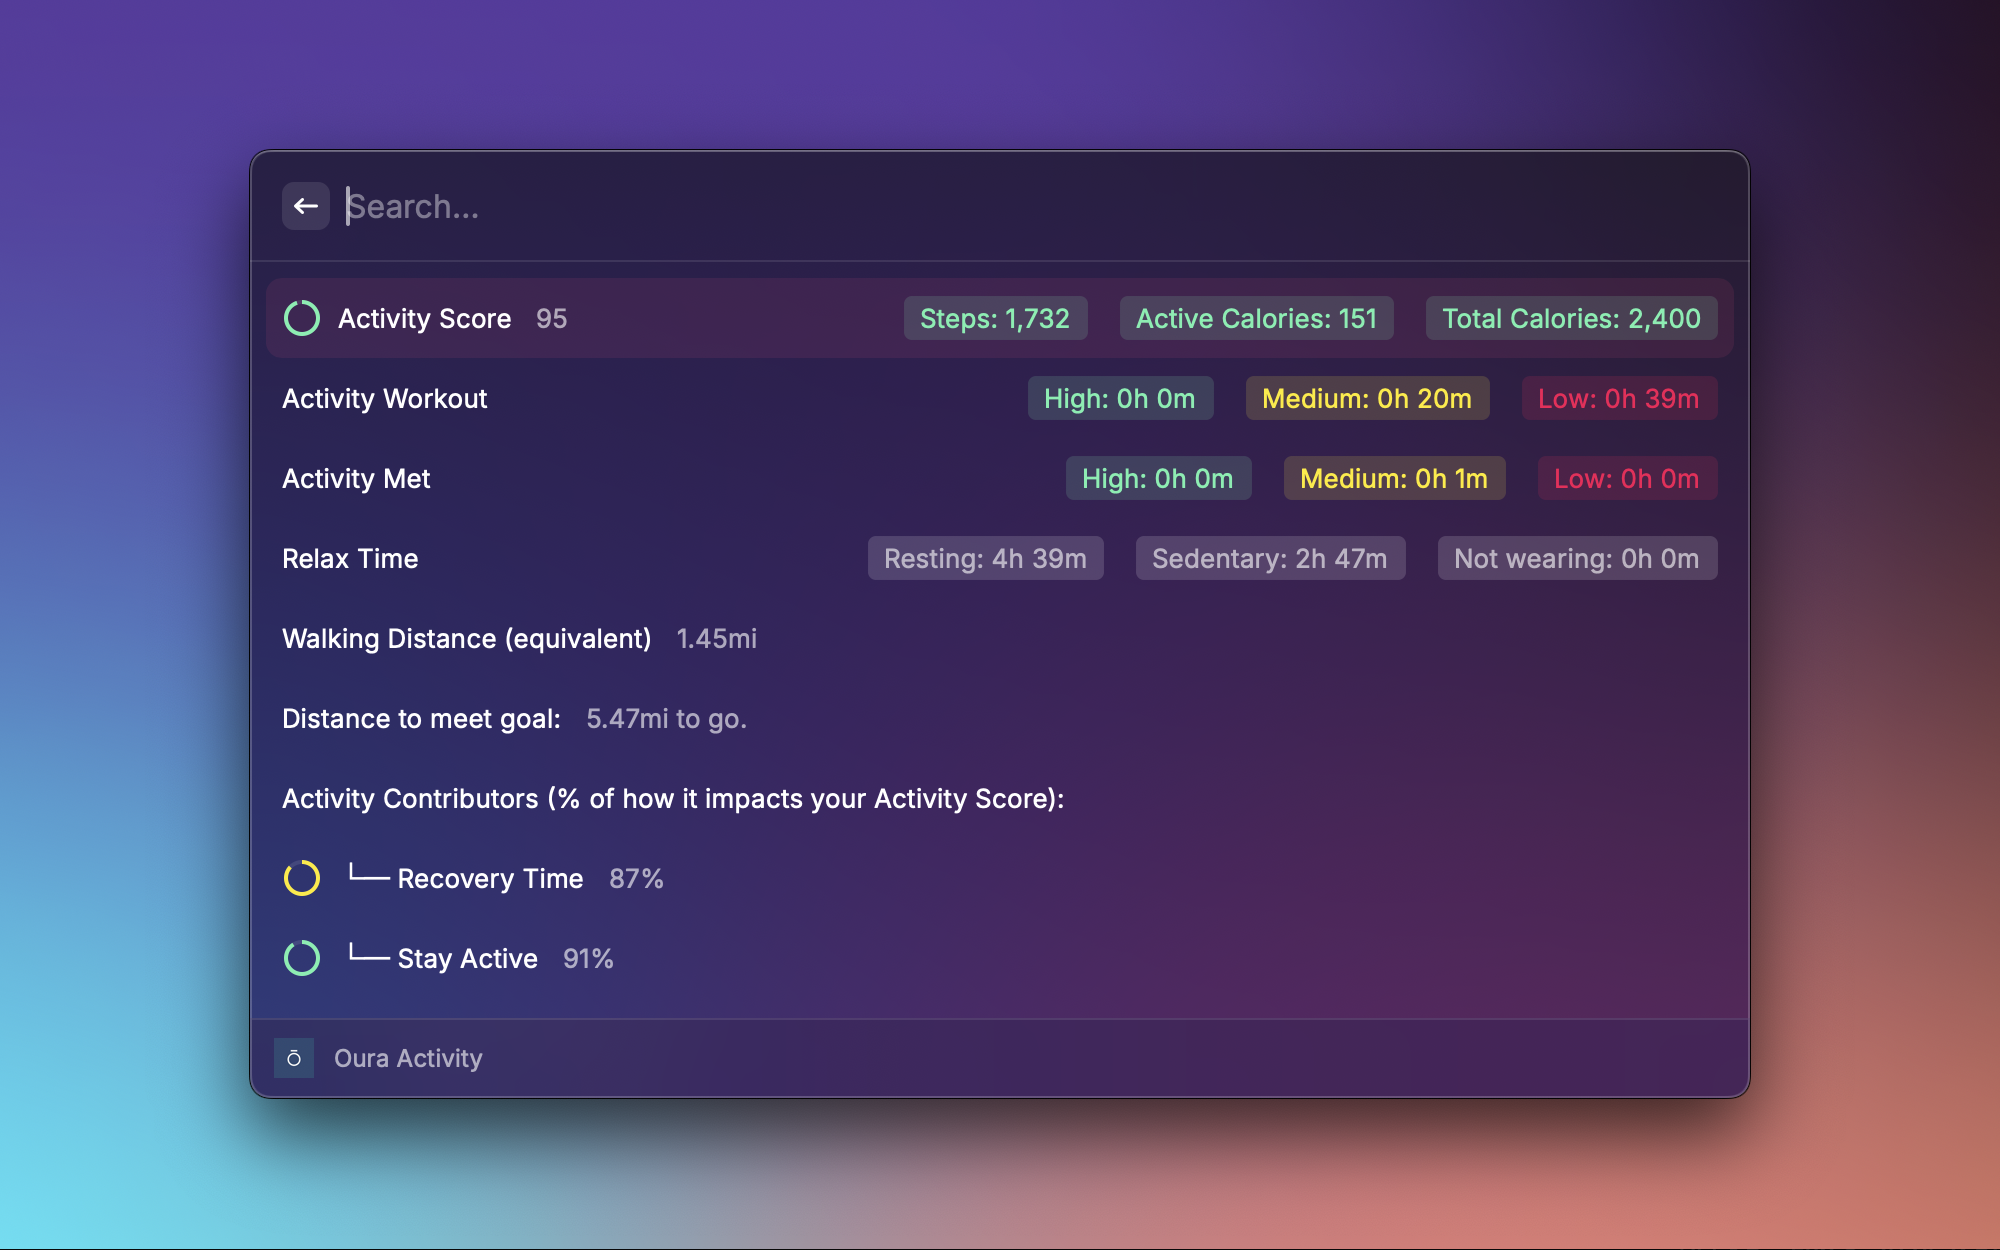 Search...
Activity Score 95 Steps: 1,732 Active Calories: 151 Total Calories: 2,400
Activity Workout High: 0h 0m Medium: 0h 20m Low: 0h 39m
Activity Met High: 0h 0m Medium: 0h 1m Low: 0h 0m
Relax Time Resting: 4h 39m Sedentary: 2h 47m Not wearing: 0h 0m
Walking Distance (equivalent) 1.45mi
Distance to meet goal: 5.47mi to go.
Activity Contributors (% of how it impacts your Activity Score):
└── Recovery Time 87%
└── Stay Active 91%
Oura Activity